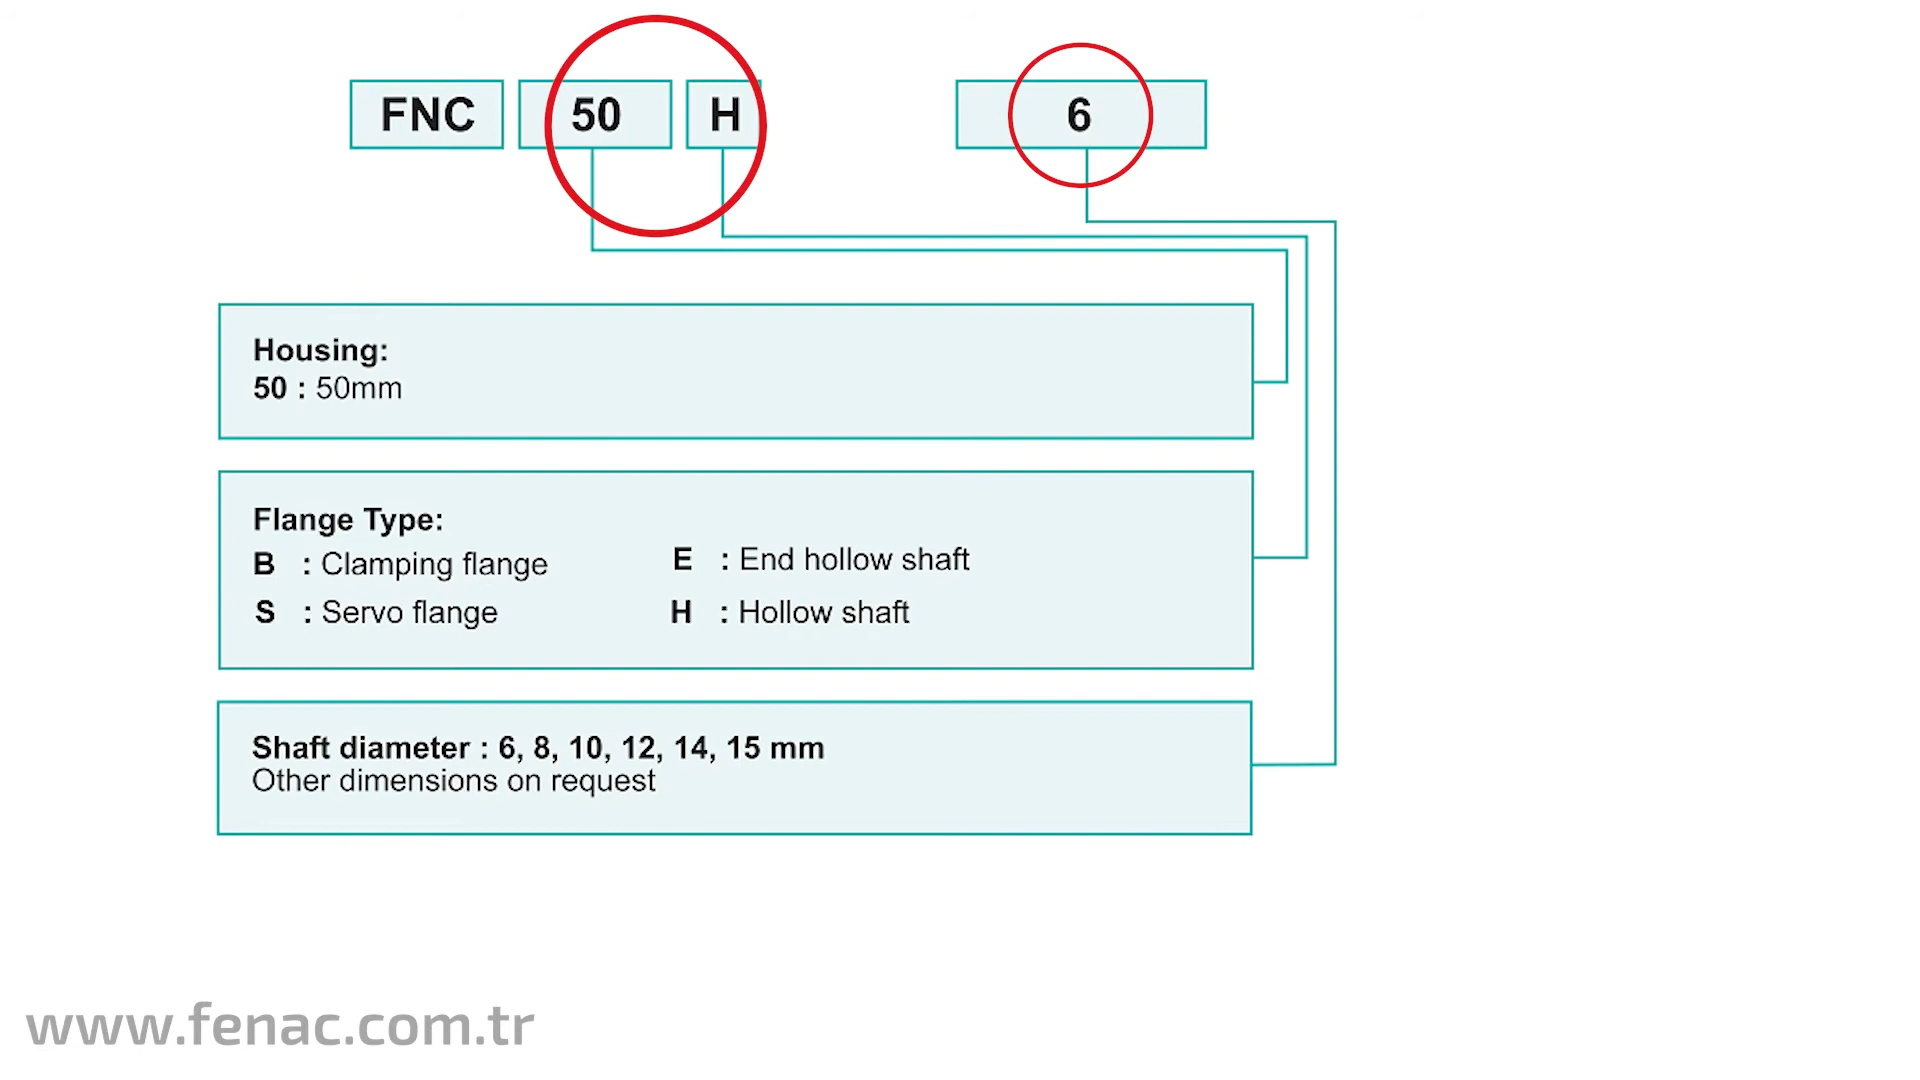 FNC 50 H 6
Housing:
50 : 50mm
Flange Type:
B : Clamping flange E : End hollow shaft
S : Servo flange H : Hollow shaft
Shaft diameter : 6, 8, 10, 12, 14, 15 mm
Other dimensions on request
www.fenac.com.tr